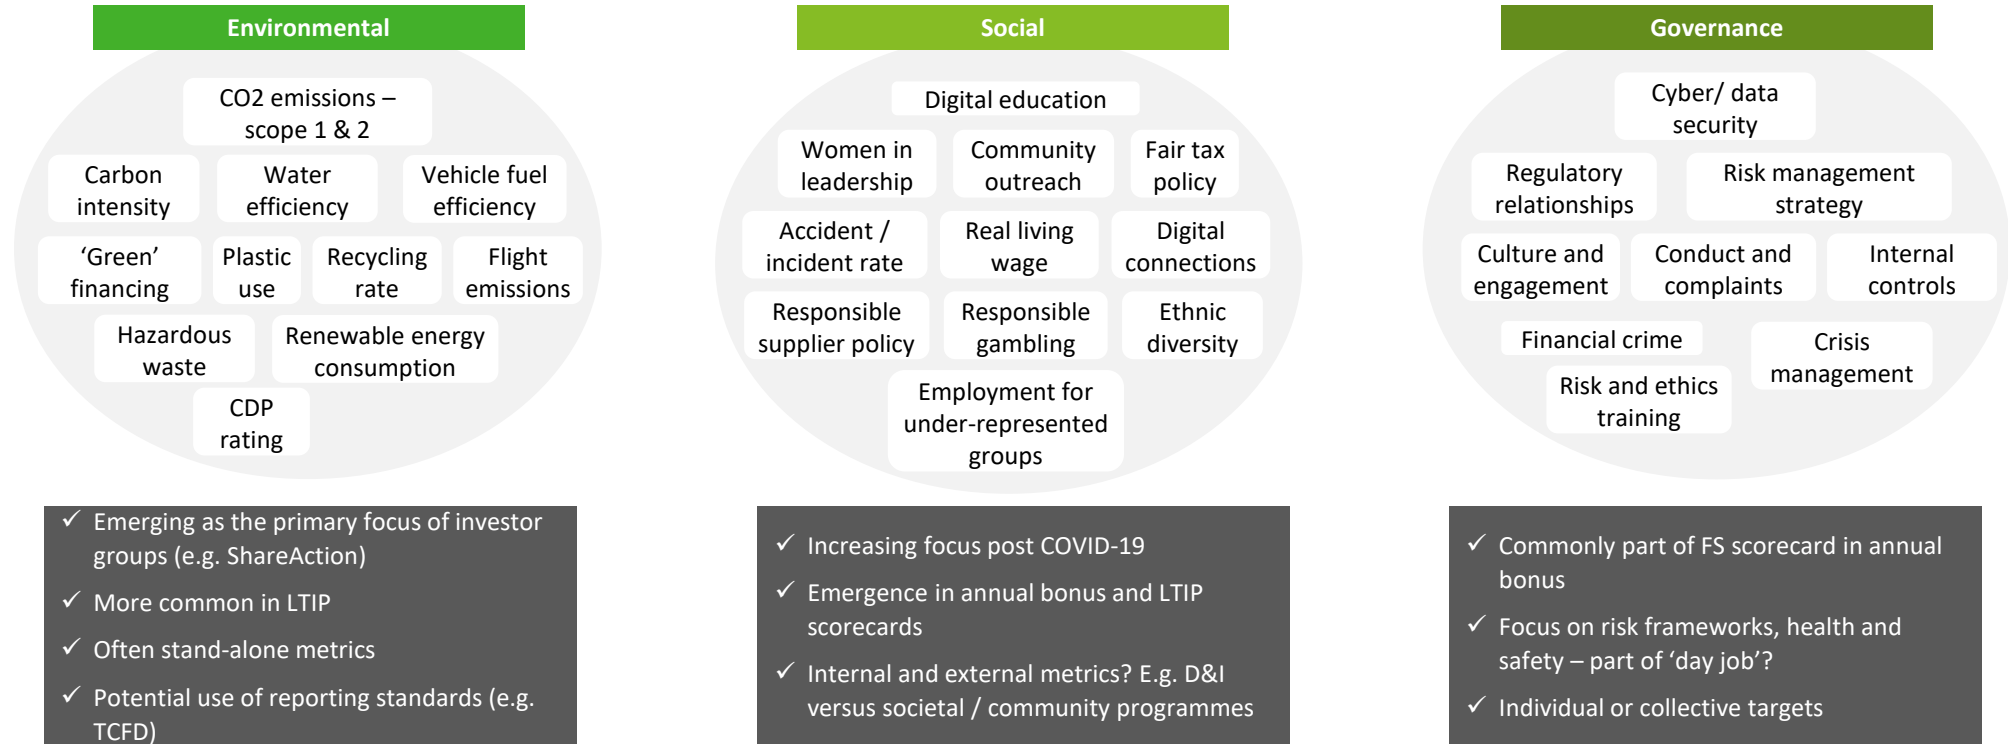 Environmental
CO2 emissions –
scope 1 & 2
Carbon
intensity
Water
efficiency
Vehicle fuel
efficiency
‘Green’
financing
Plastic
use
Recycling
rate
Flight
emissions
Hazardous
waste
Renewable energy
consumption
CDP
rating
✓ Emerging as the primary focus of investor
groups (e.g. ShareAction)
✓ More common in LTIP
✓ Often stand-alone metrics
✓ Potential use of reporting standards (e.g.
TCFD)
Social
Digital education
Women in
leadership
Community
outreach
Fair tax
policy
Accident /
incident rate
Real living
wage
Digital
connections
Responsible
supplier policy
Responsible
gambling
Ethnic
diversity
Employment for
under-represented
groups
✓ Increasing focus post COVID-19
✓ Emergence in annual bonus and LTIP
scorecards
✓ Internal and external metrics? E.g. D&I
versus societal / community programmes
Governance
Cyber/ data
security
Regulatory
relationships
Risk management
strategy
Culture and
engagement
Conduct and
complaints
Internal
controls
Financial crime
Crisis
management
Risk and ethics
training
✓ Commonly part of FS scorecard in annual
bonus
✓ Focus on risk frameworks, health and
safety – part of ‘day job’?
✓ Individual or collective targets